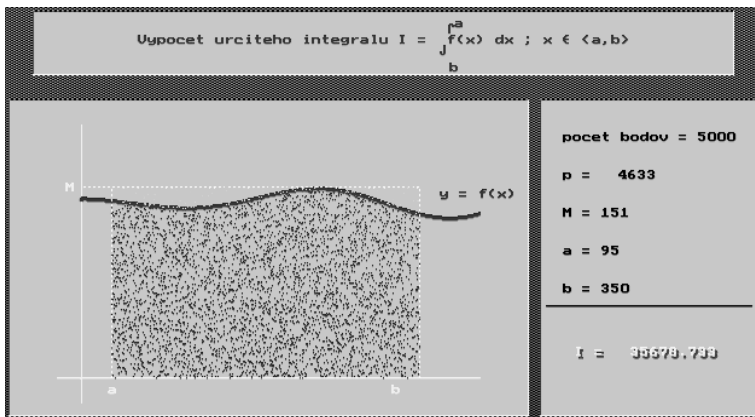 a
Vypocet urciteho integralu I = ∫f(x) dx ; x ∈ <a,b>
b
M
y = f(x)
a
b
pocet bodov = 5000
p = 4633
M = 151
a = 95
b = 350
I = 35678.733